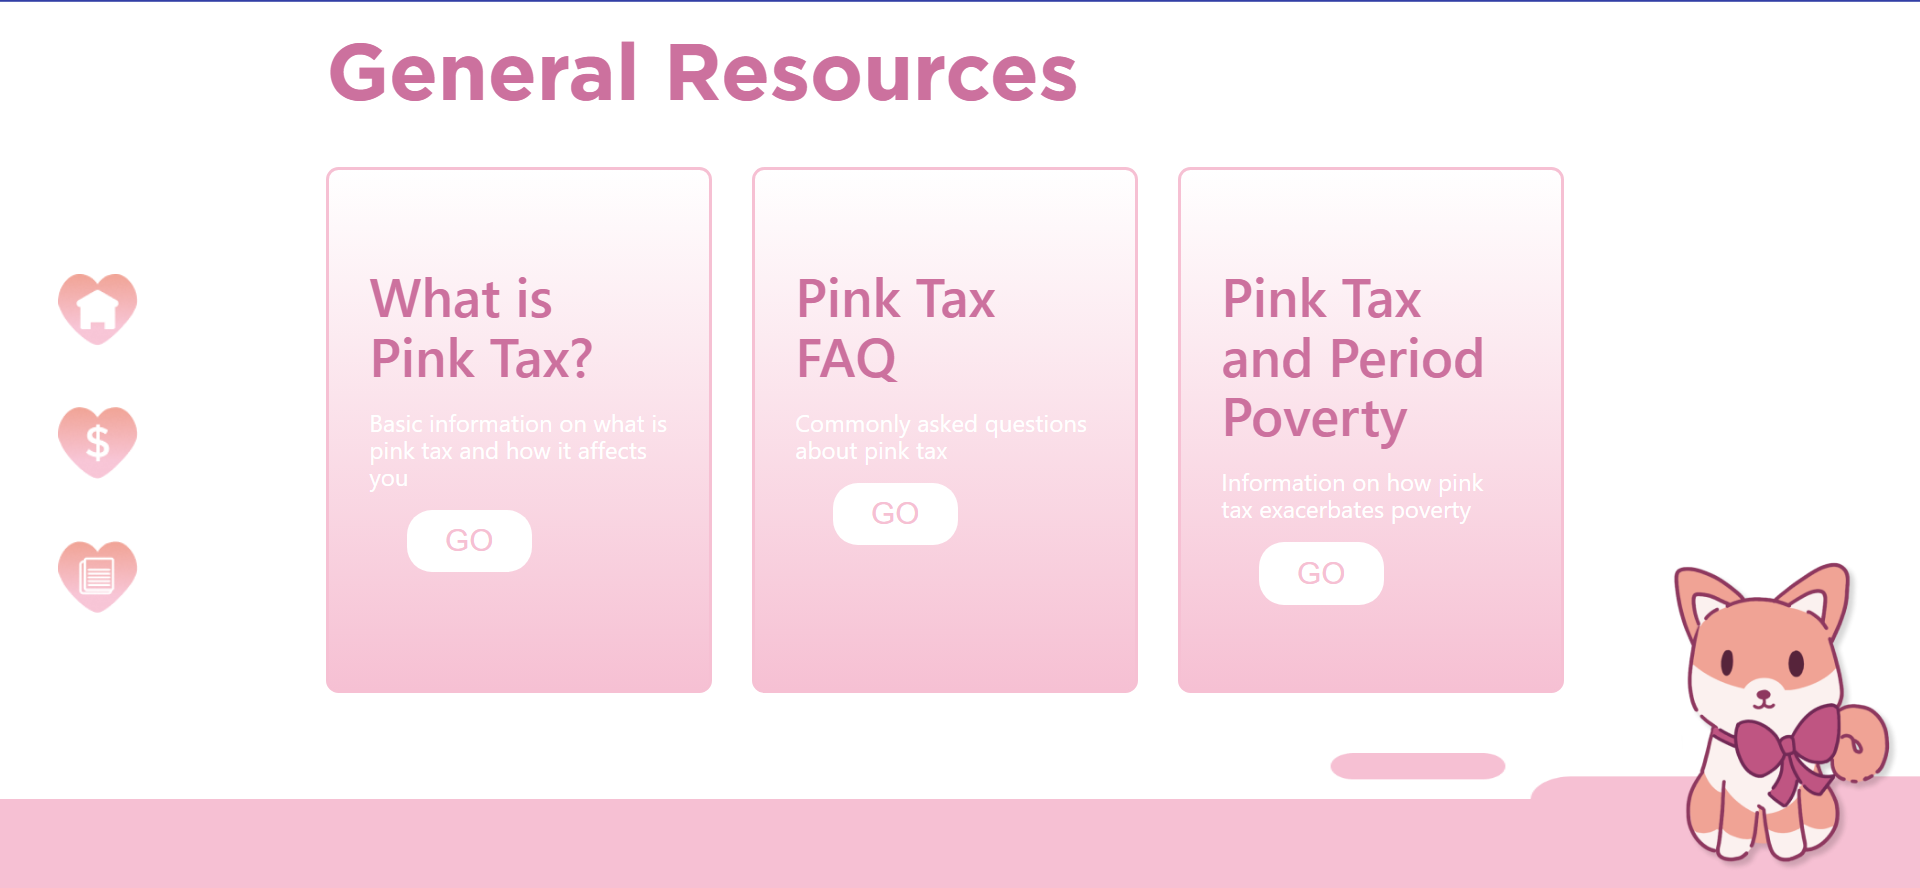 General Resources
What is
Pink Tax?
Basic information on what is
pink tax and how it affects
you
GO
Pink Tax
FAQ
Commonly asked questions
about pink tax
GO
Pink Tax
and Period
Poverty
Information on how pink
tax exacerbates poverty
GO
$